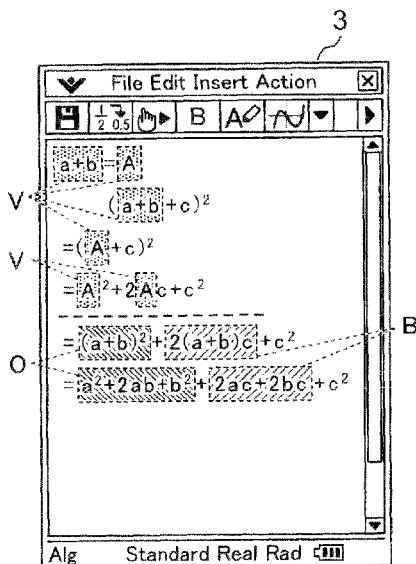 3
File Edit Insert Action
1/2 0.5 B A
a+b=A
V (a+b+c)²
=(A+c)²
V =A²+2Ac+c²
=(a+b)²+2(a+b)c+c² B
O =a²+2ab+b²+2ac+2bc+c²
Alg Standard Real Rad